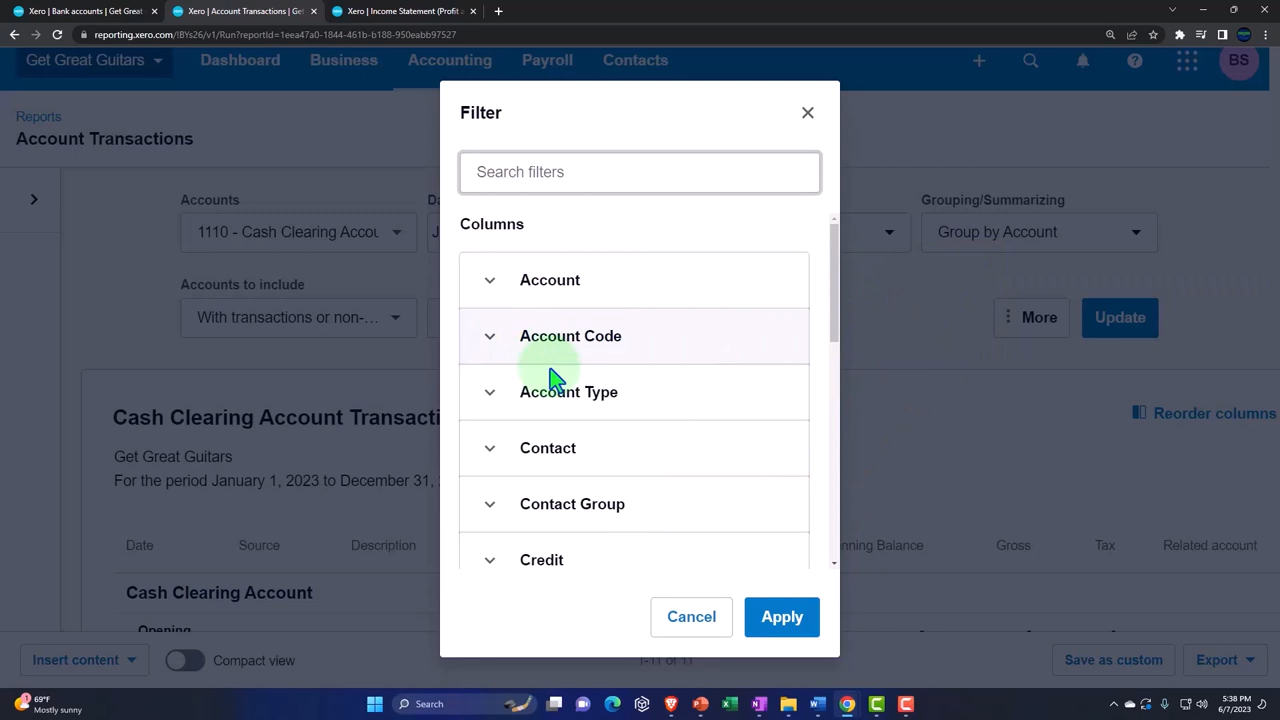 Xero | Bank accounts | Get Great
Xero | Account Transactions | Get
Xero | Income Statement (Profit a
reporting.xero.com/!BYs26/v1/Run?reportId=1eea47a0-1864-461b-b188-950eabb97527
Get Great Guitars
Dashboard
Business
Accounting
Payroll
Contacts
BS
Reports
Account Transactions
Filter
Search filters
Columns
Account
Account Code
Account Type
Contact
Contact Group
Credit
Cancel
Apply
Accounts
Grouping/Summarizing
1110 - Cash Clearing Accou
Group by Account
Accounts to include
With transactions or non-...
More
Update
Cash Clearing Account Transacti
Reorder columns
Get Great Guitars
For the period January 1, 2023 to December 31,
Date
Source
Description
nning Balance
Gross
Tax
Related account
Cash Clearing Account
Opening
Insert content
Compact view
1-11 of 11
Save as custom
Export
69°F
Mostly sunny
Search
5:38 PM
6/7/2023